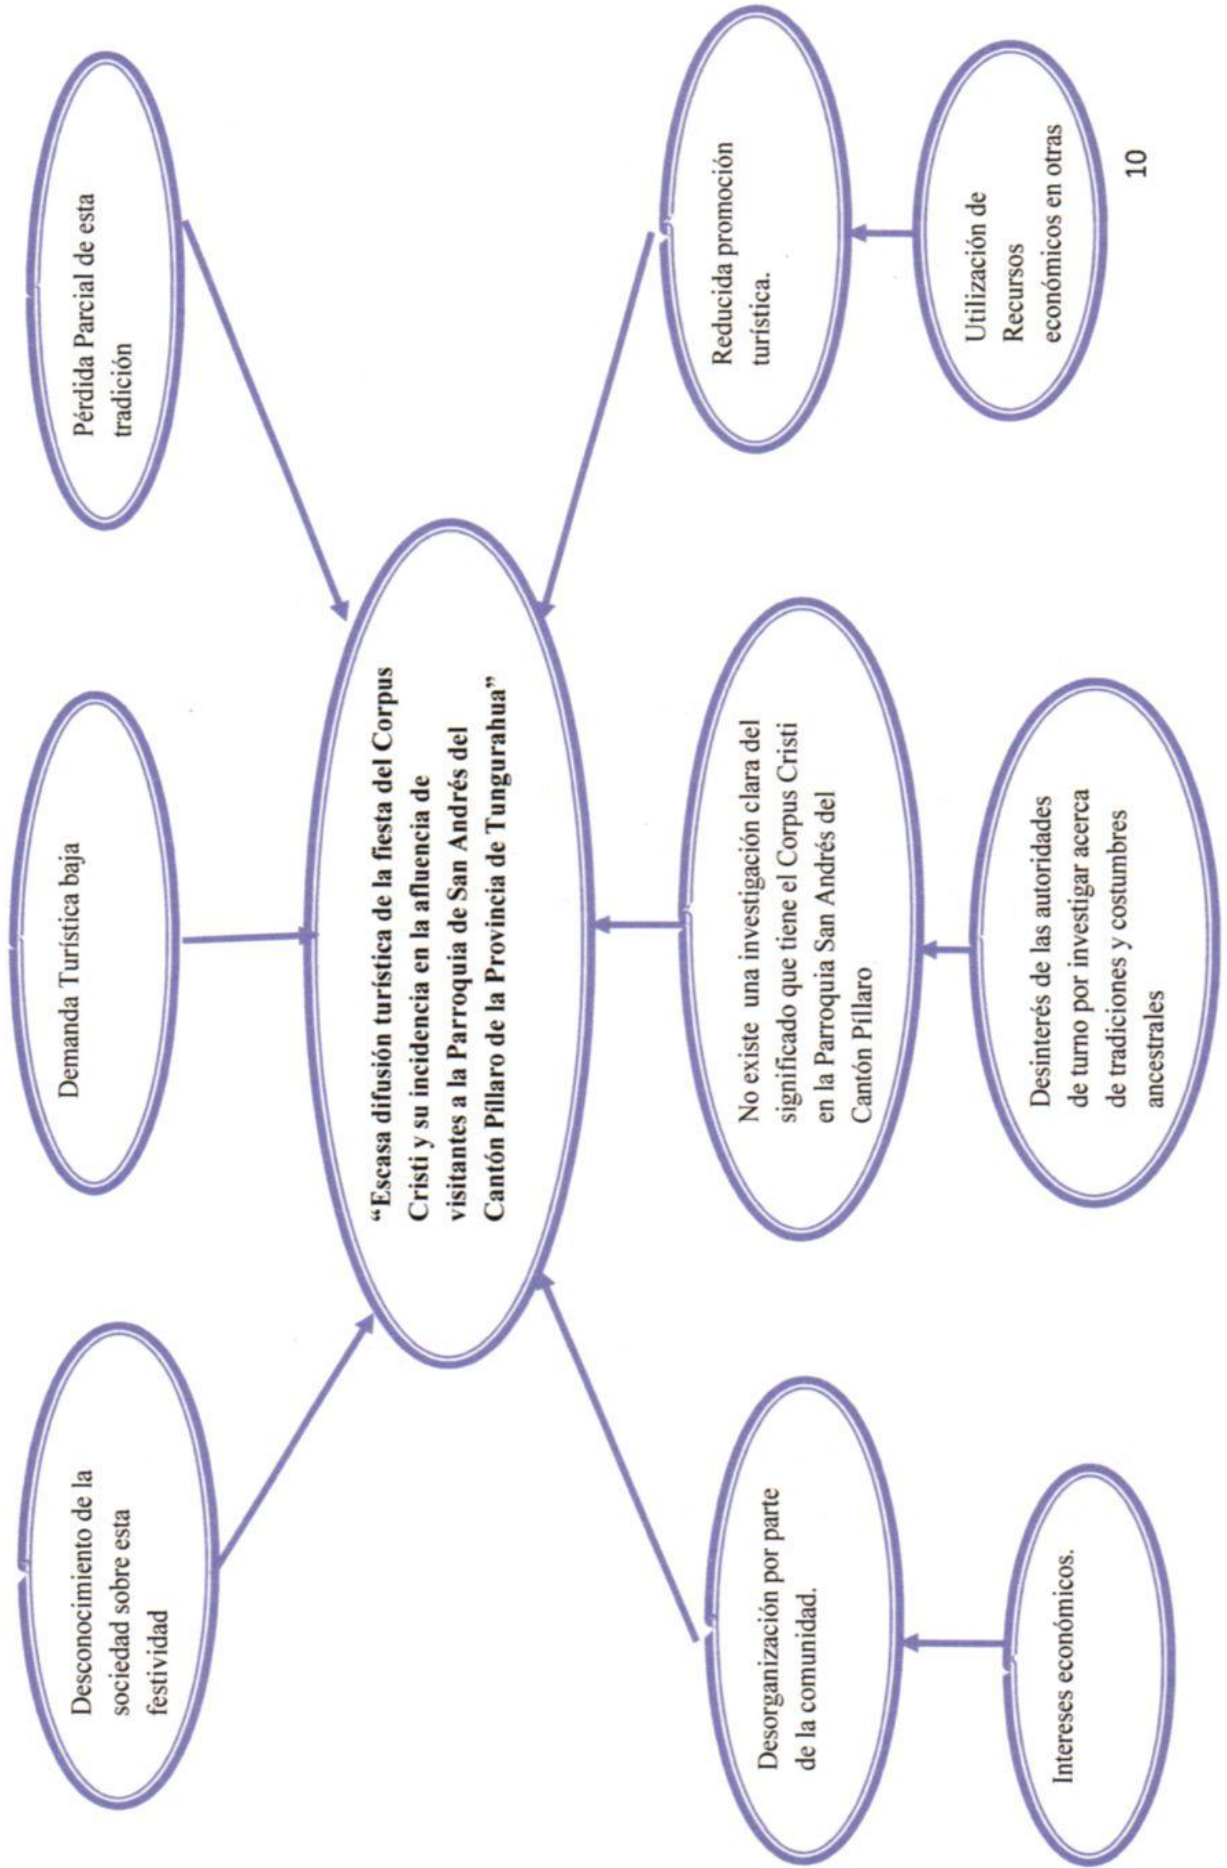 Desconocimiento de la
sociedad sobre esta
festividad
Demanda Turística baja
Pérdida Parcial de esta
tradición
“Escasa difusión turística de la fiesta del Corpus
Cristi y su incidencia en la afluencia de
visitantes a la Parroquia de San Andrés del
Cantón Píllaro de la Provincia de Tungurahua”
Desorganización por parte
de la comunidad.
No existe una investigación clara del
significado que tiene el Corpus Cristi
en la Parroquia San Andrés del
Cantón Píllaro
Reducida promoción
turística.
Intereses económicos.
Desinterés de las autoridades
de turno por investigar acerca
de tradiciones y costumbres
ancestrales
Utilización de
Recursos
económicos en otras
10